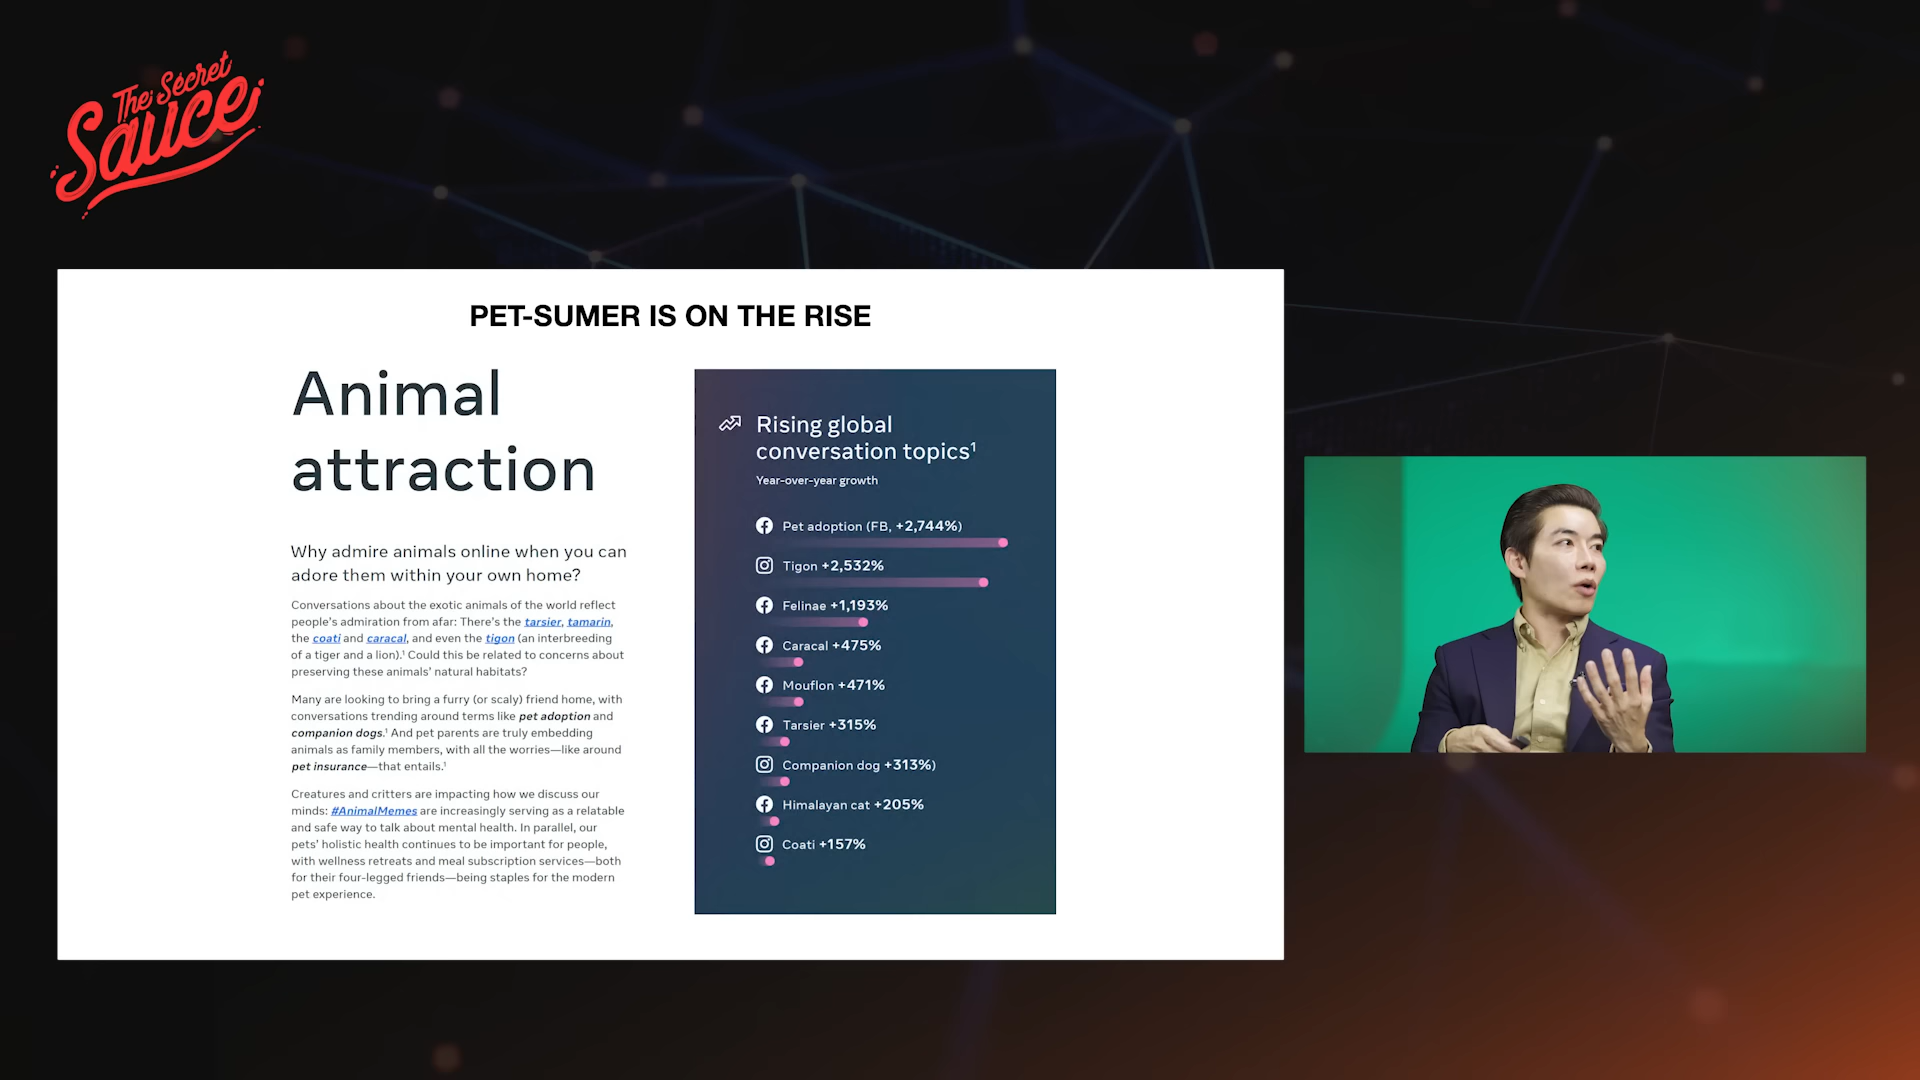 The Secret
Sauce
PET-SUMER IS ON THE RISE
Animal
attraction
Why admire animals online when you can
adore them within your own home?
Conversations about the exotic animals of the world reflect
people's admiration from afar: There's the tarsier, tamarin,
the coati and caracal, and even the tigon (an interbreeding
of a tiger and a lion).¹ Could this be related to concerns about
preserving these animals' natural habitats?
Many are looking to bring a furry (or scaly) friend home, with
conversations trending around terms like pet adoption and
companion dogs.¹ And pet parents are truly embedding
animals as family members, with all the worries—like around
pet insurance—that entails.¹
Creatures and critters are impacting how we discuss our
minds: #AnimalMemes are increasingly serving as a relatable
and safe way to talk about mental health. In parallel, our
pets' holistic health continues to be important for people,
with wellness retreats and meal subscription services—both
for their four-legged friends—being staples for the modern
pet experience.
Rising global
conversation topics¹
Year-over-year growth
Pet adoption (FB, +2,744%)
Tigon +2,532%
Felinae +1,193%
Caracal +475%
Mouflon +471%
Tarsier +315%
Companion dog +313%)
Himalayan cat +205%
Coati +157%